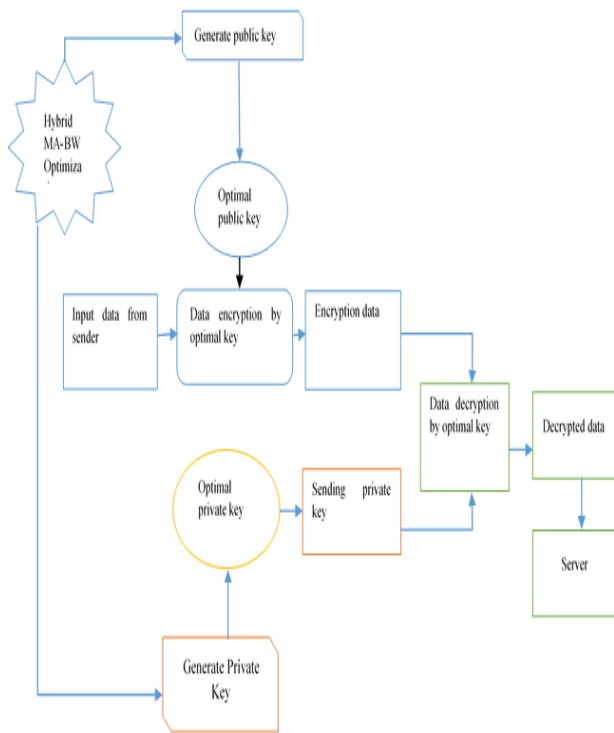 Generate public key
Hybrid
MA-BW
Optimiza
Optimal
public key
Input data from
sender
Data encryption by
optimal key
Encryption data
Data decryption
by optimal key
Decrypted data
Optimal
private key
Sending private
key
Server
Generate Private
Key